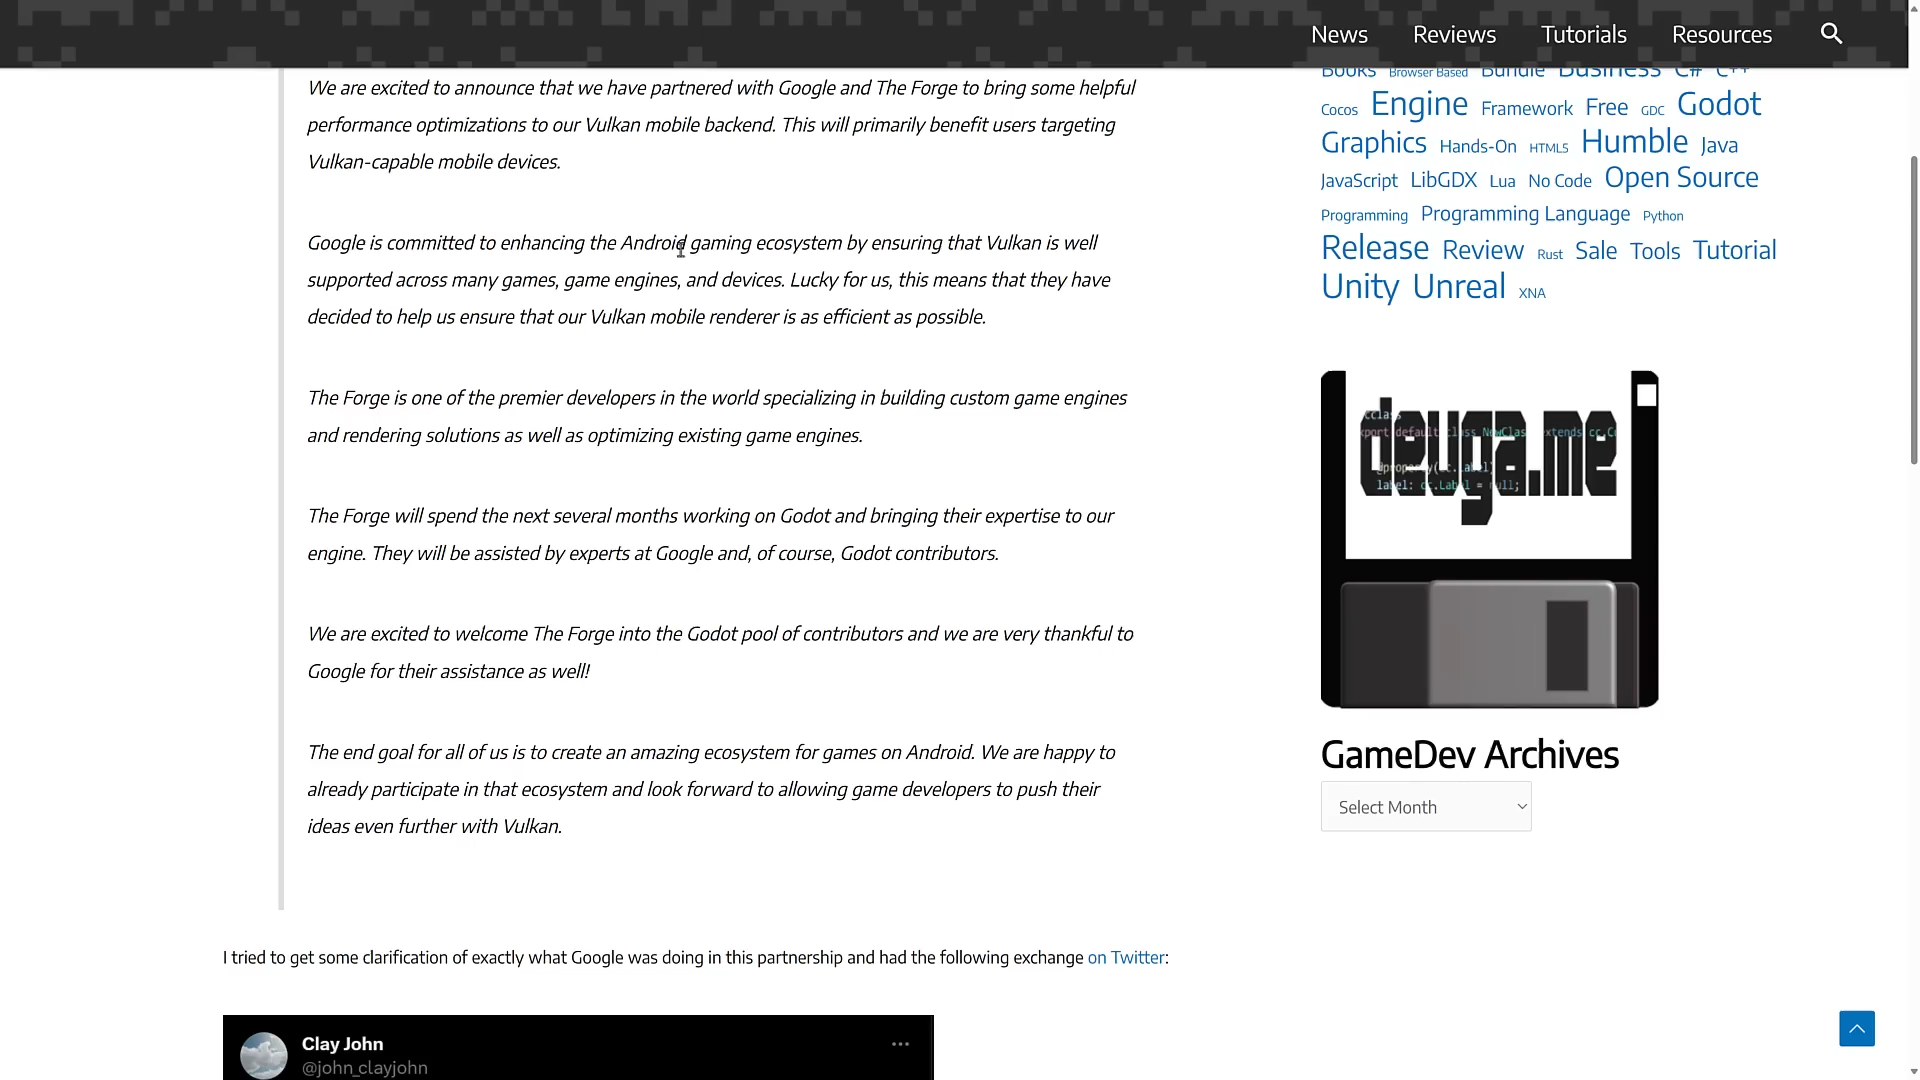 News Reviews Tutorials Resources
We are excited to announce that we have partnered with Google and The Forge to bring some helpful
performance optimizations to our Vulkan mobile backend. This will primarily benefit users targeting
Vulkan-capable mobile devices.
Google is committed to enhancing the Android gaming ecosystem by ensuring that Vulkan is well
supported across many games, game engines, and devices. Lucky for us, this means that they have
decided to help us ensure that our Vulkan mobile renderer is as efficient as possible.
The Forge is one of the premier developers in the world specializing in building custom game engines
and rendering solutions as well as optimizing existing game engines.
The Forge will spend the next several months working on Godot and bringing their expertise to our
engine. They will be assisted by experts at Google and, of course, Godot contributors.
We are excited to welcome The Forge into the Godot pool of contributors and we are very thankful to
Google for their assistance as well!
The end goal for all of us is to create an amazing ecosystem for games on Android. We are happy to
already participate in that ecosystem and look forward to allowing game developers to push their
ideas even further with Vulkan.
I tried to get some clarification of exactly what Google was doing in this partnership and had the following exchange on Twitter:
Clay John
@john_clayjohn
Books Browser Based Bundle Business C# C++
Cocos Engine Framework Free GDC Godot
Graphics Hands-On HTML5 Humble Java
JavaScript LibGDX Lua No Code Open Source
Programming Programming Language Python
Release Review Rust Sale Tools Tutorial
Unity Unreal XNA
devga.me
GameDev Archives
Select Month